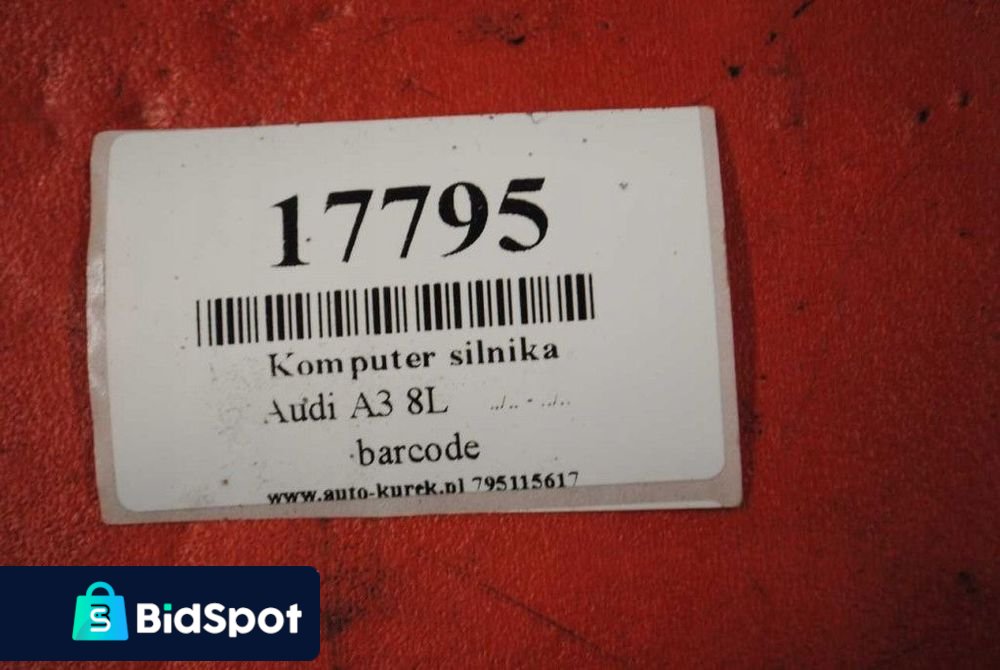 17795
Komputer silnika
Audi A3 8L ../.. - ../..
barcode
www.auto-kurek.pl 795115617
BidSpot